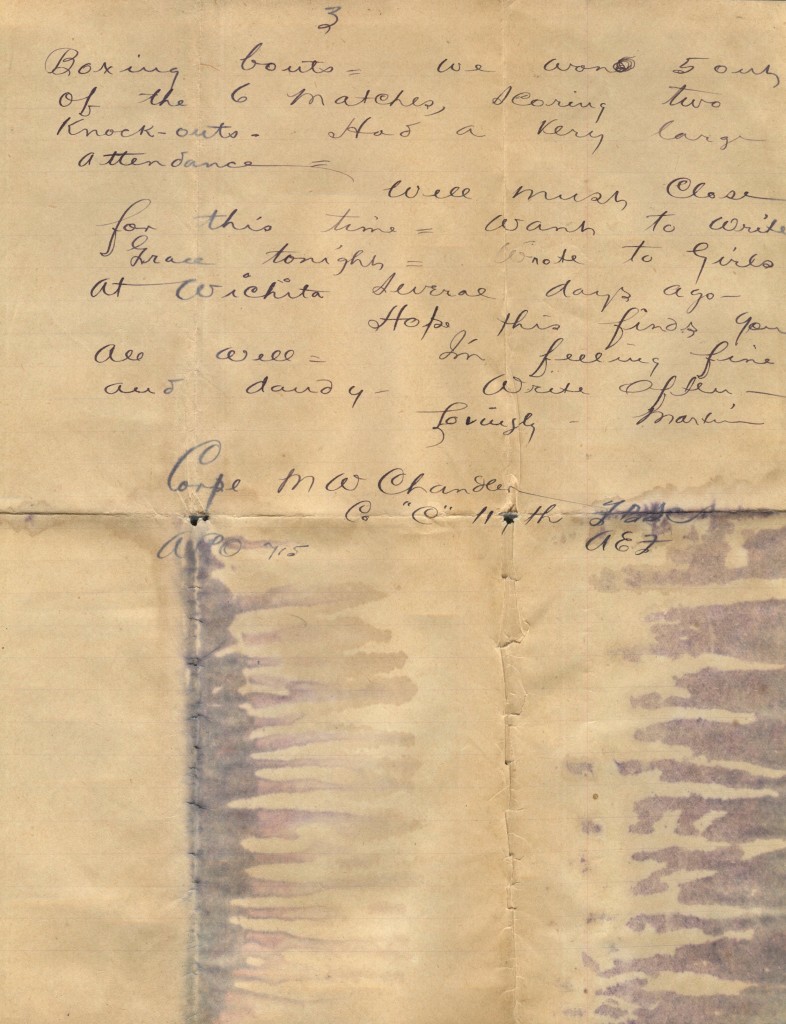 3
Boxing bouts = we won 5 out
of the 6 matches, scoring two
Knock-outs - Had a very large
attendance =
Well must Close
for this time = want to write
Grace tonight = Wrote to Girls
At Wichita several days ago -
Hope this finds you
All well = I'm feeling fine
and dandy - Write Often -
Lovingly - Martin
Corpl M W Chandler
Co "C" 117th
APO 715 AEF